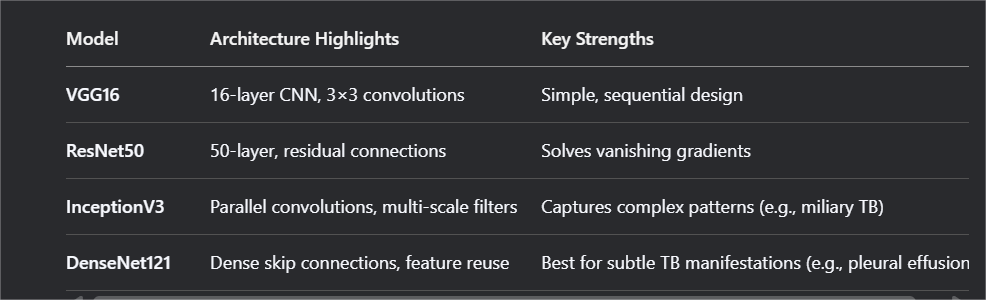 Model Architecture Highlights Key Strengths
VGG16 16-layer CNN, 3×3 convolutions Simple, sequential design
ResNet50 50-layer, residual connections Solves vanishing gradients
InceptionV3 Parallel convolutions, multi-scale filters Captures complex patterns (e.g., miliary TB)
DenseNet121 Dense skip connections, feature reuse Best for subtle TB manifestations (e.g., pleural effusion